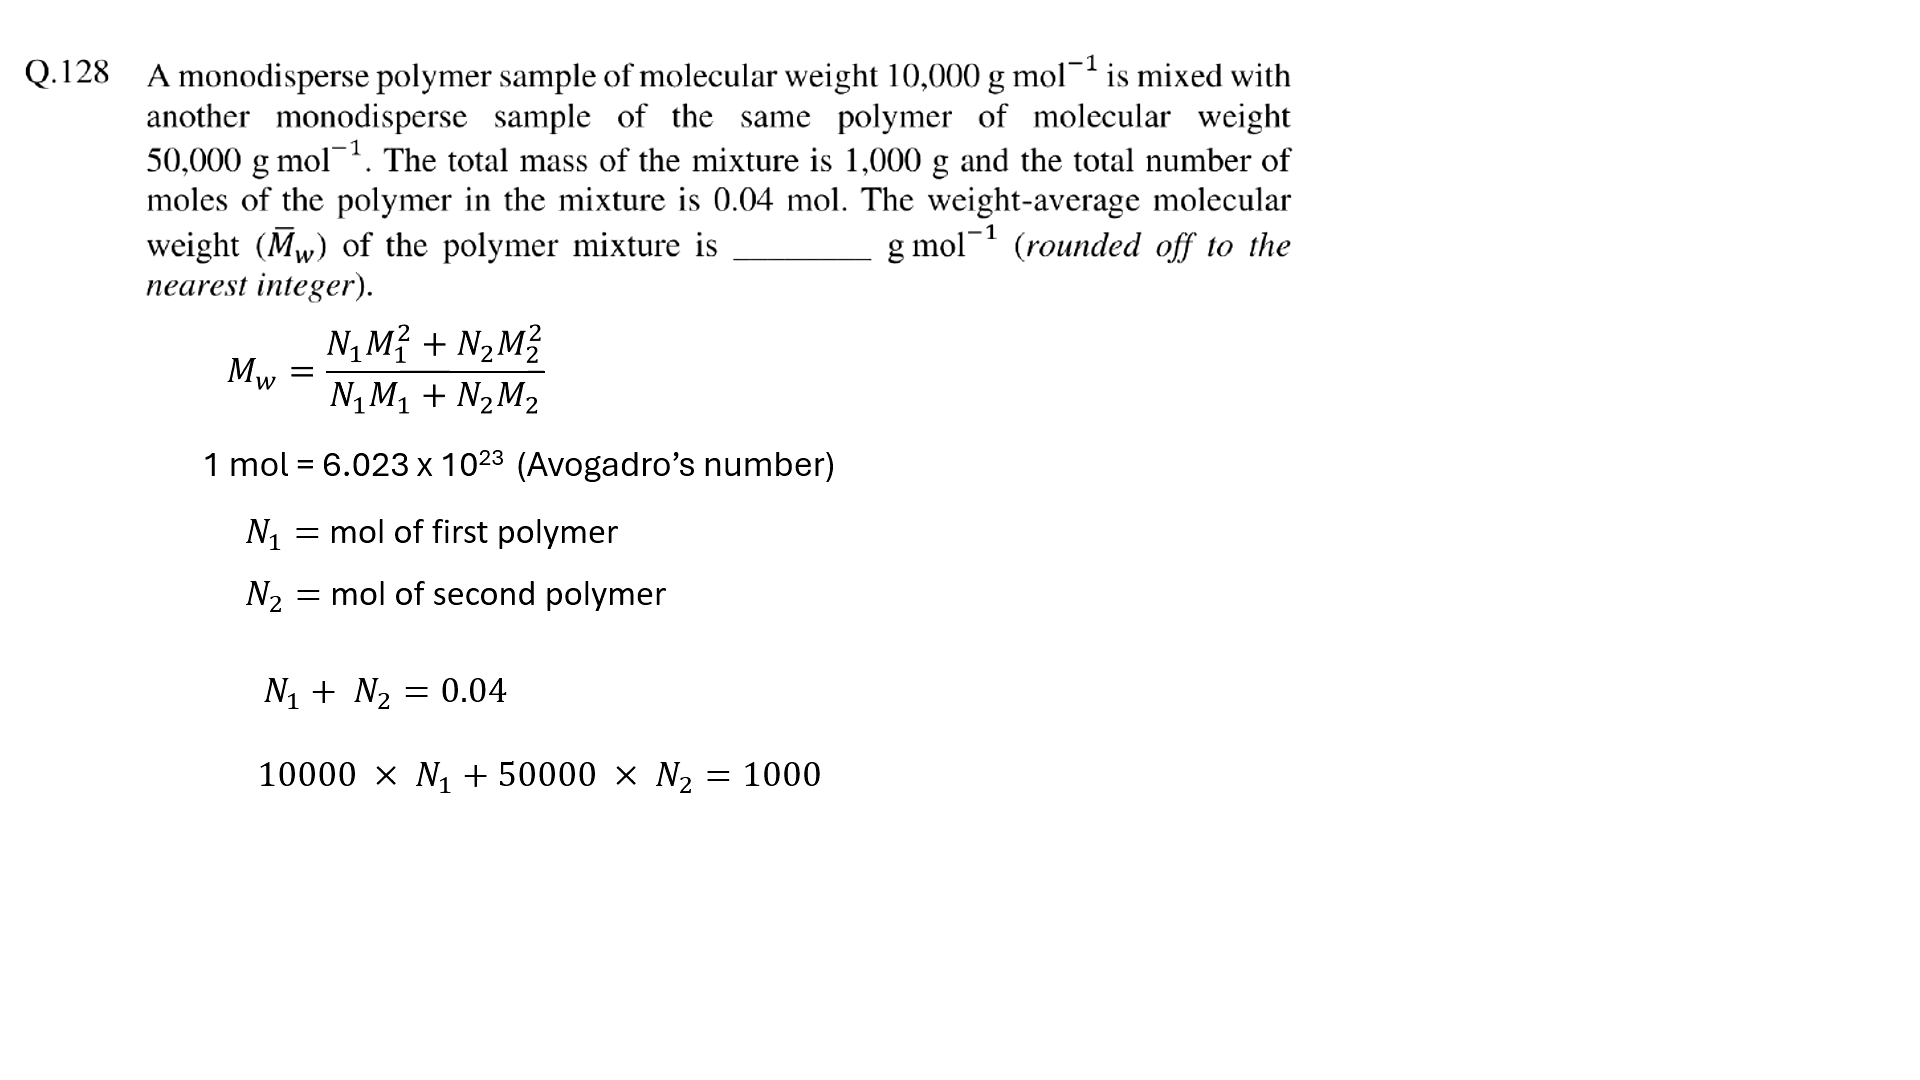 Q.128 A monodisperse polymer sample of molecular weight 10,000 g mol⁻¹ is mixed with
another monodisperse sample of the same polymer of molecular weight
50,000 g mol⁻¹. The total mass of the mixture is 1,000 g and the total number of
moles of the polymer in the mixture is 0.04 mol. The weight-average molecular
weight (M̅w) of the polymer mixture is ________ g mol⁻¹ (rounded off to the
nearest integer).
M_w = (N₁M₁² + N₂M₂²) / (N₁M₁ + N₂M₂)
1 mol = 6.023 x 10²³ (Avogadro’s number)
N₁ = mol of first polymer
N₂ = mol of second polymer
N₁ + N₂ = 0.04
10000 × N₁ + 50000 × N₂ = 1000